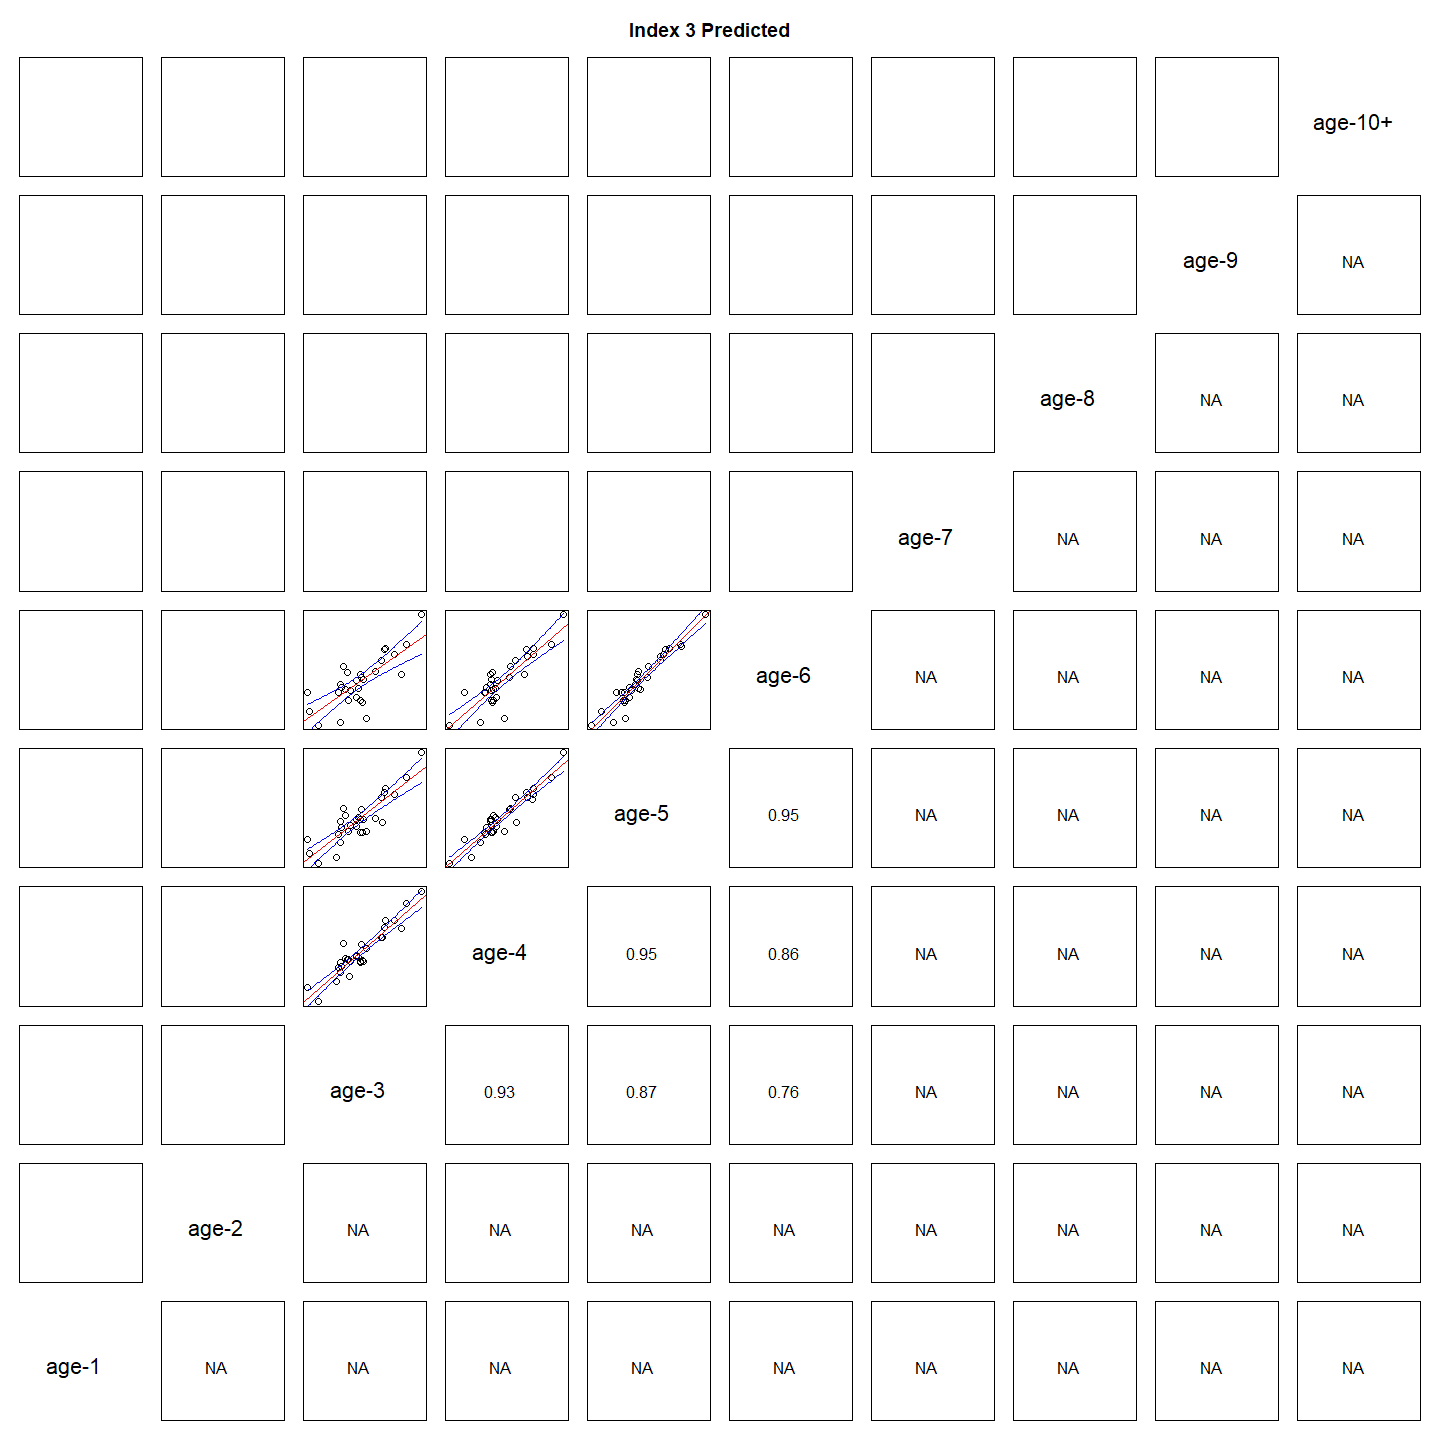 Index 3 Predicted
age-10+
age-9 NA
age-8 NA NA
age-7 NA NA NA
age-6 NA NA NA NA
age-5 0.95 NA NA NA NA
age-4 0.95 0.86 NA NA NA NA
age-3 0.93 0.87 0.76 NA NA NA NA
age-2 NA NA NA NA NA NA NA NA
age-1 NA NA NA NA NA NA NA NA NA